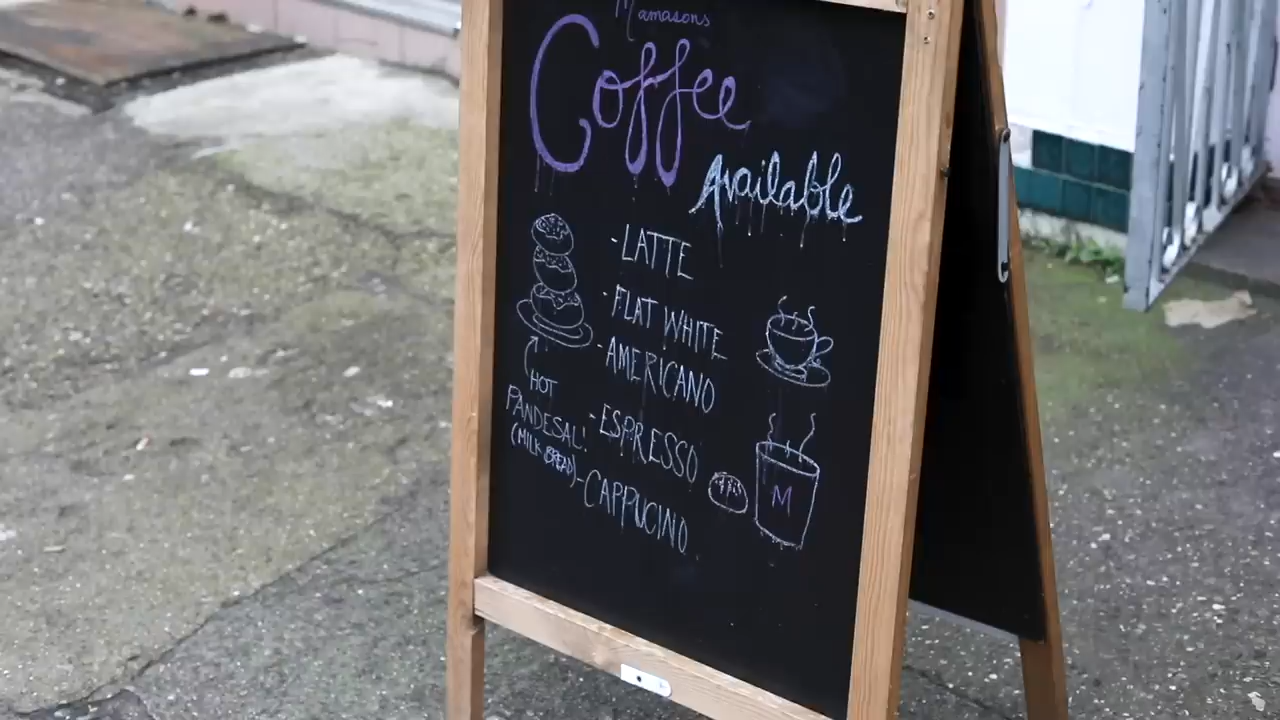 Mamasons
Coffee
Available
-LATTE
-FLAT WHITE
-AMERICANO
-ESPRESSO
-CAPPUCINO
HOT
PANDESAL!
(MILK BREAD)
M